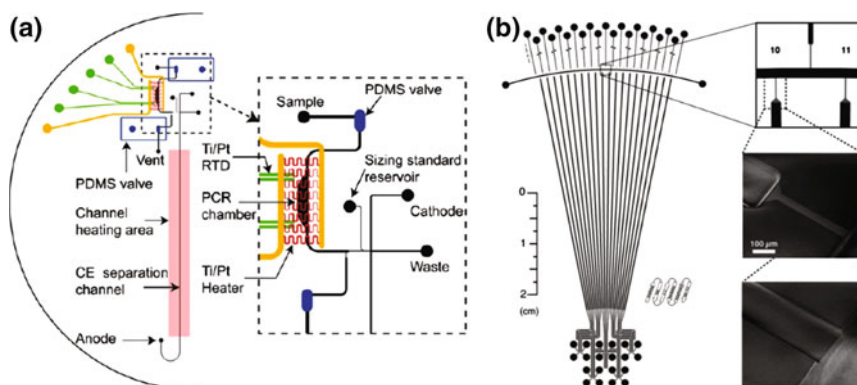 (a)
Vent
PDMS valve
Channel
heating area
CE separation
channel
Anode
Sample
PDMS valve
Ti/Pt
RTD
Sizing standard
reservoir
PCR
chamber
Cathode
Ti/Pt
Heater
Waste
(b)
10 11
0
1
2
(cm)
100 µm